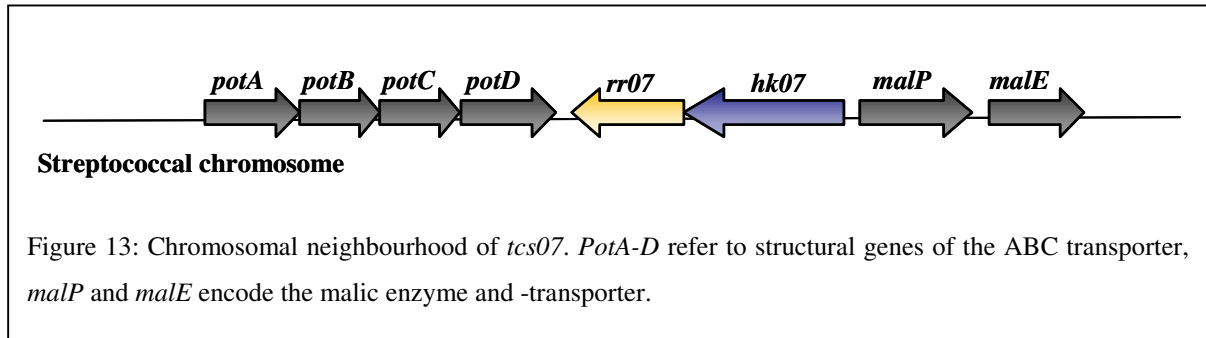 potA potB potC potD rr07 hk07 malP malE
Streptococcal chromosome
Figure 13: Chromosomal neighbourhood of tcs07. PotA-D refer to structural genes of the ABC transporter,
malP and malE encode the malic enzyme and -transporter.